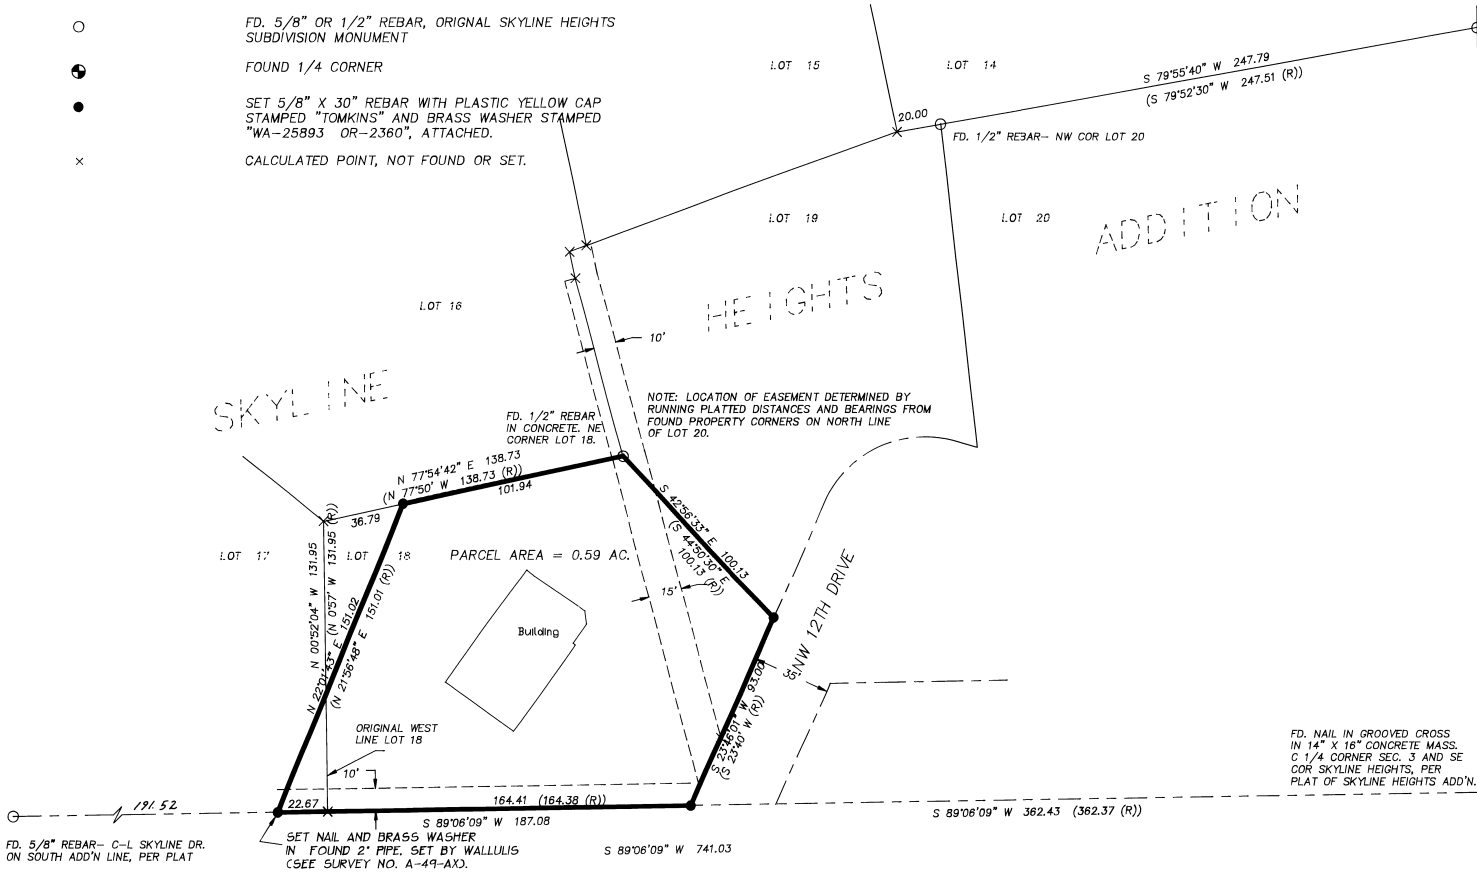 FD. 5/8" OR 1/2" REBAR, ORIGNAL SKYLINE HEIGHTS
SUBDIVISION MONUMENT
FOUND 1/4 CORNER
SET 5/8" X 30" REBAR WITH PLASTIC YELLOW CAP
STAMPED "TOMKINS" AND BRASS WASHER STAMPED
"WA-25893 OR-2360", ATTACHED.
CALCULATED POINT, NOT FOUND OR SET.
LOT 15
LOT 14
S 79°55'40" W 247.79
(S 79°52'30" W 247.51 (R))
20.00
FD. 1/2" REBAR- NW COR LOT 20
LOT 19
LOT 20
ADDITION
LOT 16
HEIGHTS
10'
SKYLINE
NOTE: LOCATION OF EASEMENT DETERMINED BY
RUNNING PLATTED DISTANCES AND BEARINGS FROM
FOUND PROPERTY CORNERS ON NORTH LINE
OF LOT 20.
FD. 1/2" REBAR
IN CONCRETE. NE
CORNER LOT 18.
N 77°54'42" E 138.73
(N 77°50' W 138.73 (R))
101.94
36.79
S 42°56'33" E 100.13
(S 44°50'30" E
100.13 (R))
LOT 17
LOT 18
PARCEL AREA = 0.59 AC.
N 00°52'04" W 131.95
(N 0°57' W 131.95 (R))
N 22°01'43" E 151.02
(N 21°56'48" E 151.01 (R))
15'
Building
NW 12TH DRIVE
35'
S 23°46'01" W 93.00
(S 23°40' W (R))
ORIGINAL WEST
LINE LOT 18
10'
FD. NAIL IN GROOVED CROSS
IN 14" X 16" CONCRETE MASS.
C 1/4 CORNER SEC. 3 AND SE
COR SKYLINE HEIGHTS, PER
PLAT OF SKYLINE HEIGHTS ADD'N.
191.52
22.67
164.41 (164.38 (R))
S 89°06'09" W 187.08
S 89°06'09" W 362.43 (362.37 (R))
FD. 5/8" REBAR- C-L SKYLINE DR.
ON SOUTH ADD'N LINE, PER PLAT
SET NAIL AND BRASS WASHER
IN FOUND 2" PIPE, SET BY WALLULIS
(SEE SURVEY NO. A-49-AX).
S 89°06'09" W 741.03